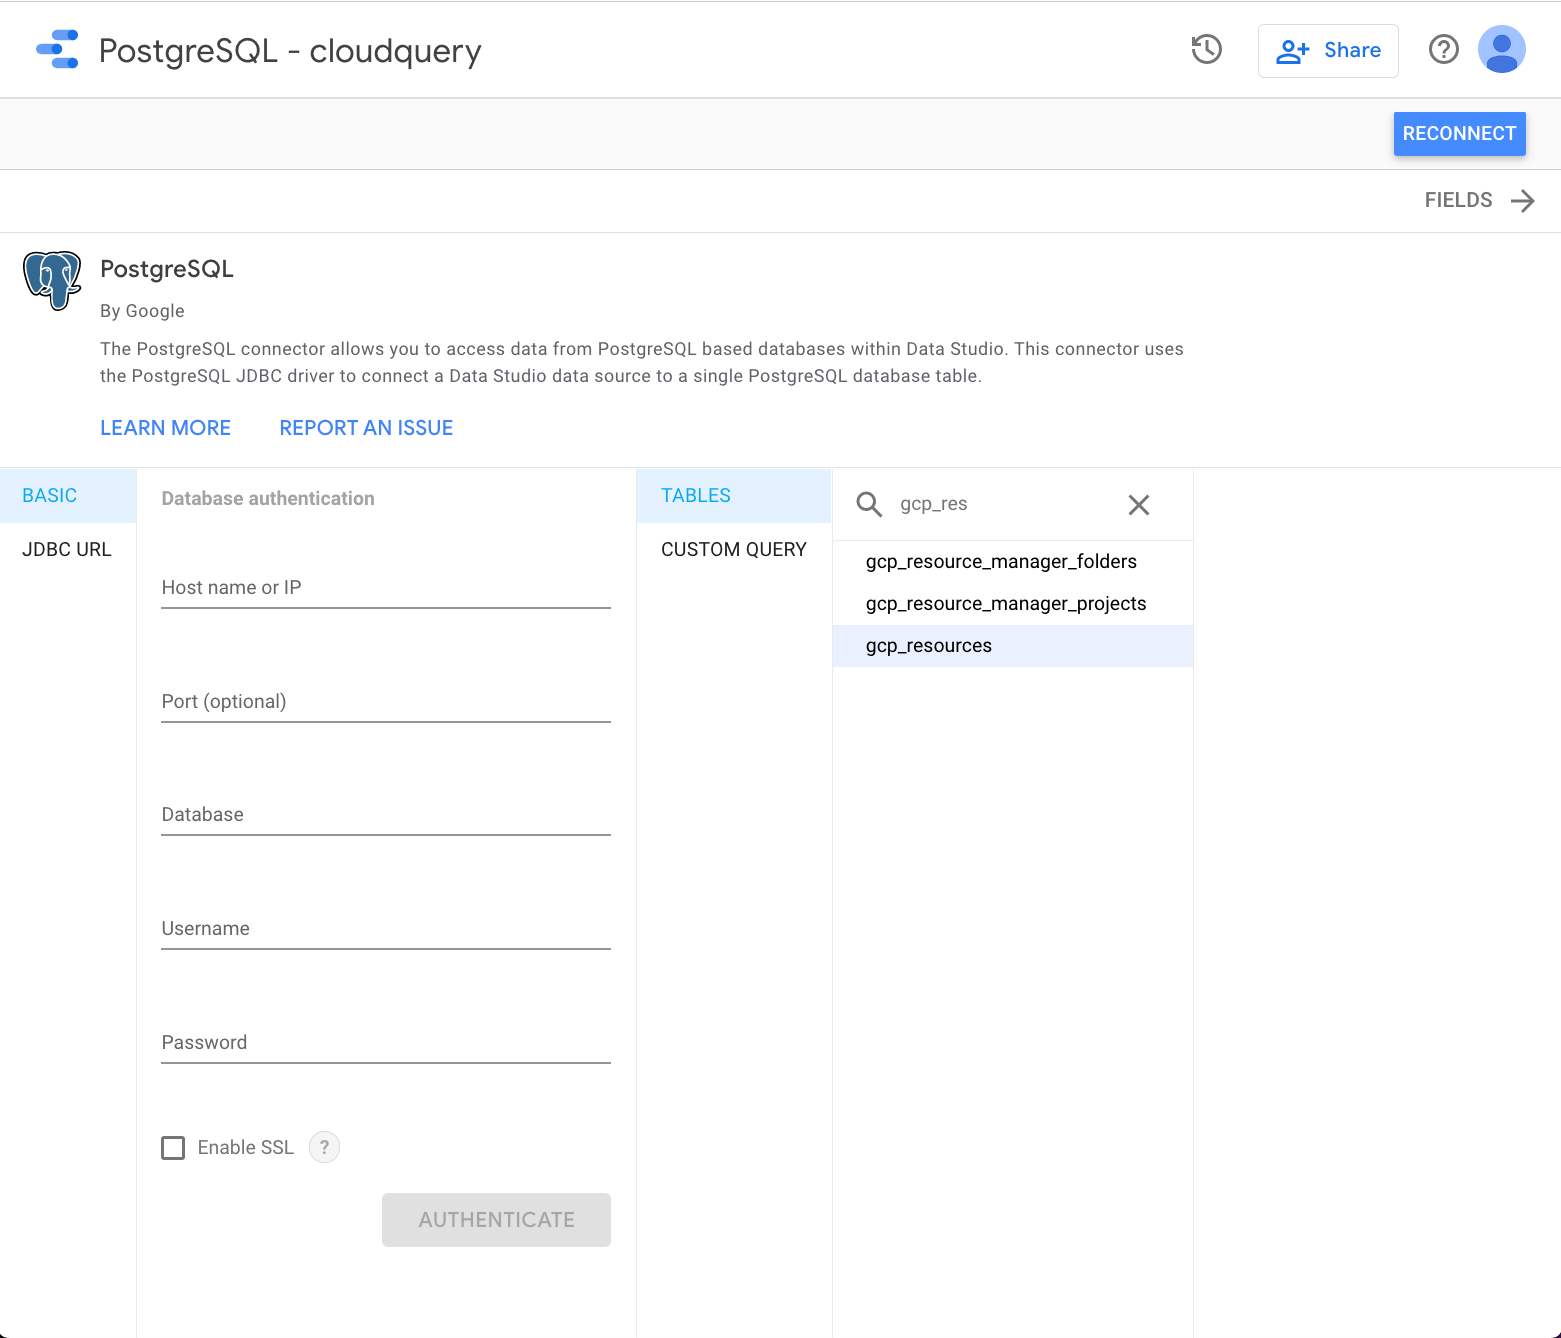 PostgreSQL - cloudquery
Share
RECONNECT
FIELDS
PostgreSQL
By Google
The PostgreSQL connector allows you to access data from PostgreSQL based databases within Data Studio. This connector uses
the PostgreSQL JDBC driver to connect a Data Studio data source to a single PostgreSQL database table.
LEARN MORE
REPORT AN ISSUE
BASIC
JDBC URL
Database authentication
Host name or IP
Port (optional)
Database
Username
Password
Enable SSL
?
AUTHENTICATE
TABLES
CUSTOM QUERY
gcp_res
gcp_resource_manager_folders
gcp_resource_manager_projects
gcp_resources